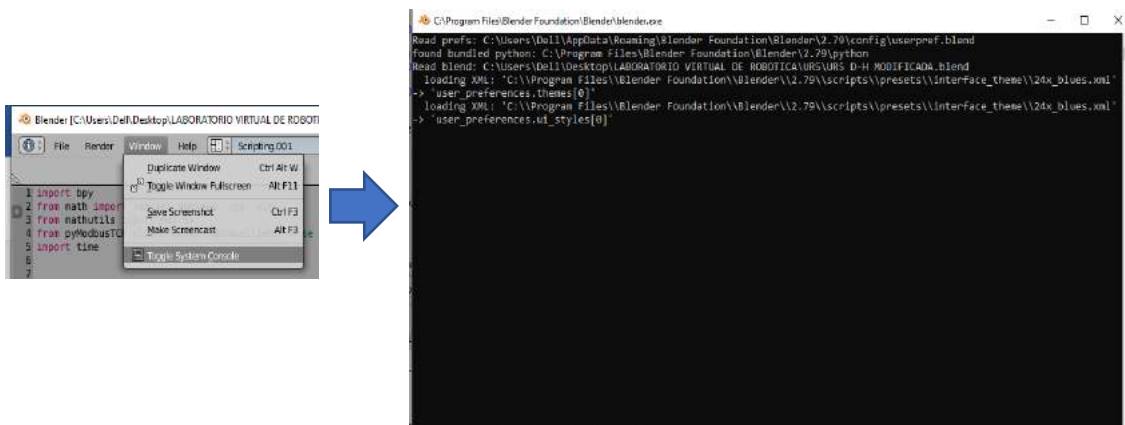 Blender [C:\Users\Dell\Desktop\LABORATORIO VIRTUAL DE ROBOTI
File Render Window Help Scripting.001
Duplicate Window Ctrl Alt W
Toggle Window Fullscreen Alt F11
Save Screenshot Ctrl F3
Make Screencast Alt F3
Toggle System Console
1 import bpy
2 from math impor
3 from mathutils
4 from pyModbusTC
5 import time
6
7
C:\Program Files\Blender Foundation\Blender\blender.exe
Read prefs: C:\Users\Dell\AppData\Roaming\Blender Foundation\Blender\2.79\config\userpref.blend
found bundled python: C:\Program Files\Blender Foundation\Blender\2.79\python
Read blend: C:\Users\Dell\Desktop\LABORATORIO VIRTUAL DE ROBOTICA\UR5\UR5 D-H MODIFICADA.blend
loading XML: 'C:\\Program Files\\Blender Foundation\\Blender\\2.79\\scripts\\presets\\interface_theme\\24x_blues.xml'
-> 'user_preferences.themes[0]'
loading XML: 'C:\\Program Files\\Blender Foundation\\Blender\\2.79\\scripts\\presets\\interface_theme\\24x_blues.xml'
-> 'user_preferences.ui_styles[0]'